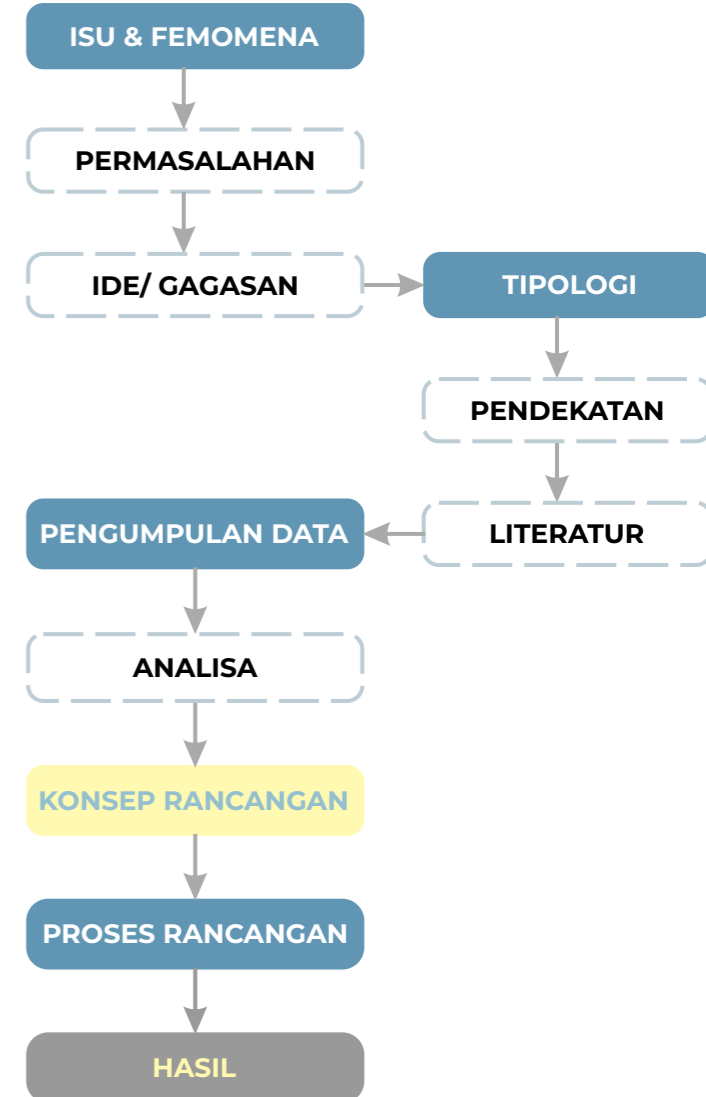 ISU & FEMOMENA
PERMASALAHAN
IDE/ GAGASAN
TIPOLOGI
PENDEKATAN
LITERATUR
PENGUMPULAN DATA
ANALISA
KONSEP RANCANGAN
PROSES RANCANGAN
HASIL